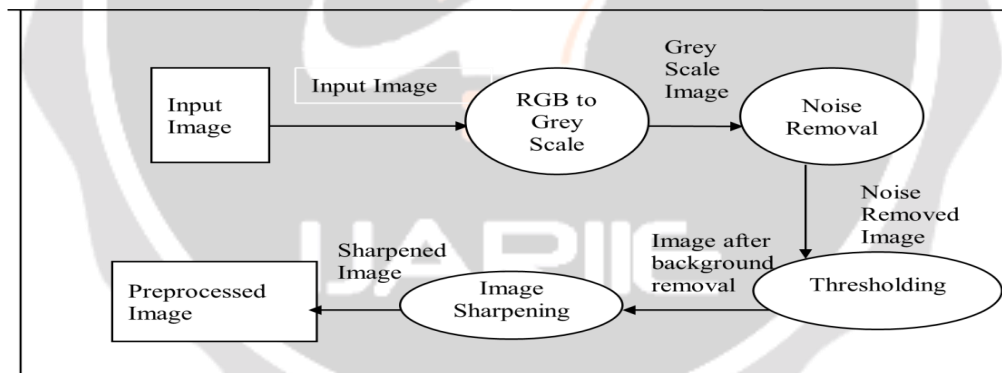 Input
Image
Input Image
RGB to
Grey
Scale
Grey
Scale
Image
Noise
Removal
Noise
Removed
Image
Thresholding
Image after
background
removal
Image
Sharpening
Sharpened
Image
Preprocessed
Image
IJARIIE